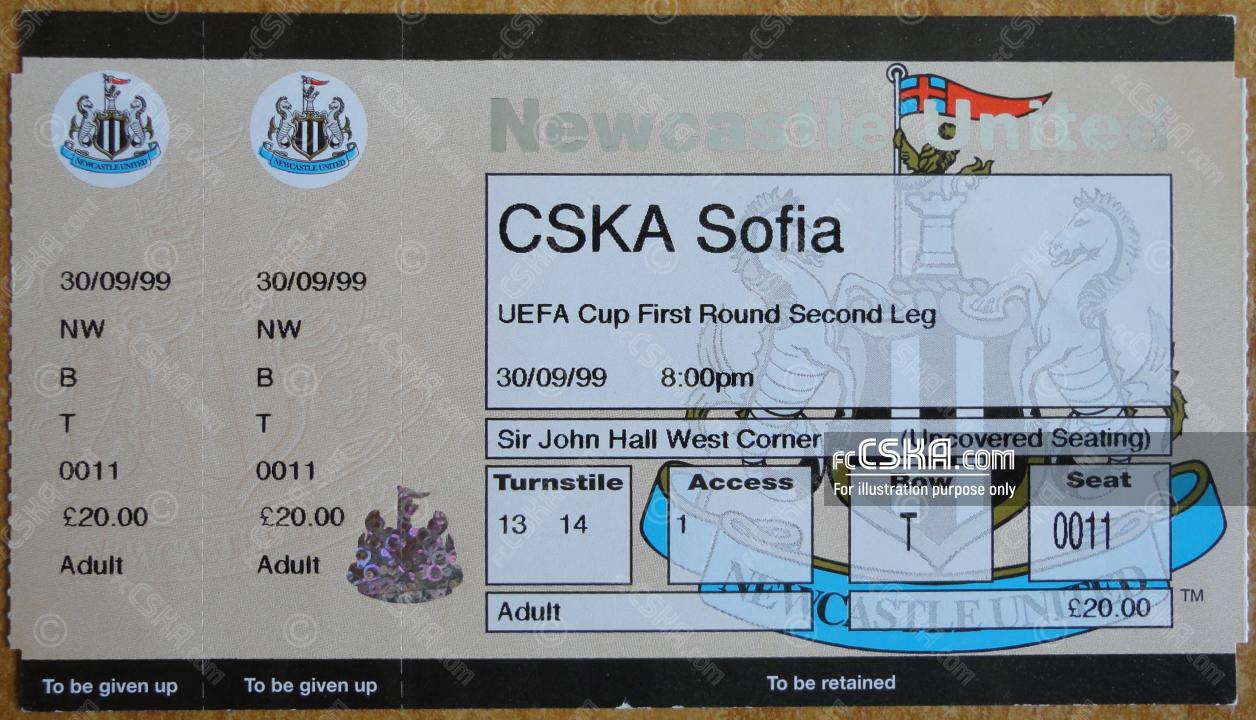 NEWCASTLE UNITED
30/09/99
NW
B
T
0011
£20.00
Adult
To be given up
NEWCASTLE UNITED
30/09/99
NW
B
T
0011
£20.00
Adult
To be given up
Newcastle United
CSKA Sofia
UEFA Cup First Round Second Leg
30/09/99 8:00pm
Sir John Hall West Corner (Uncovered Seating)
fcCSKA.com
For illustration purpose only
Turnstile Access Row Seat
13 14 1 T 0011
Adult £20.00
NEWCASTLE UNITED
TM
To be retained